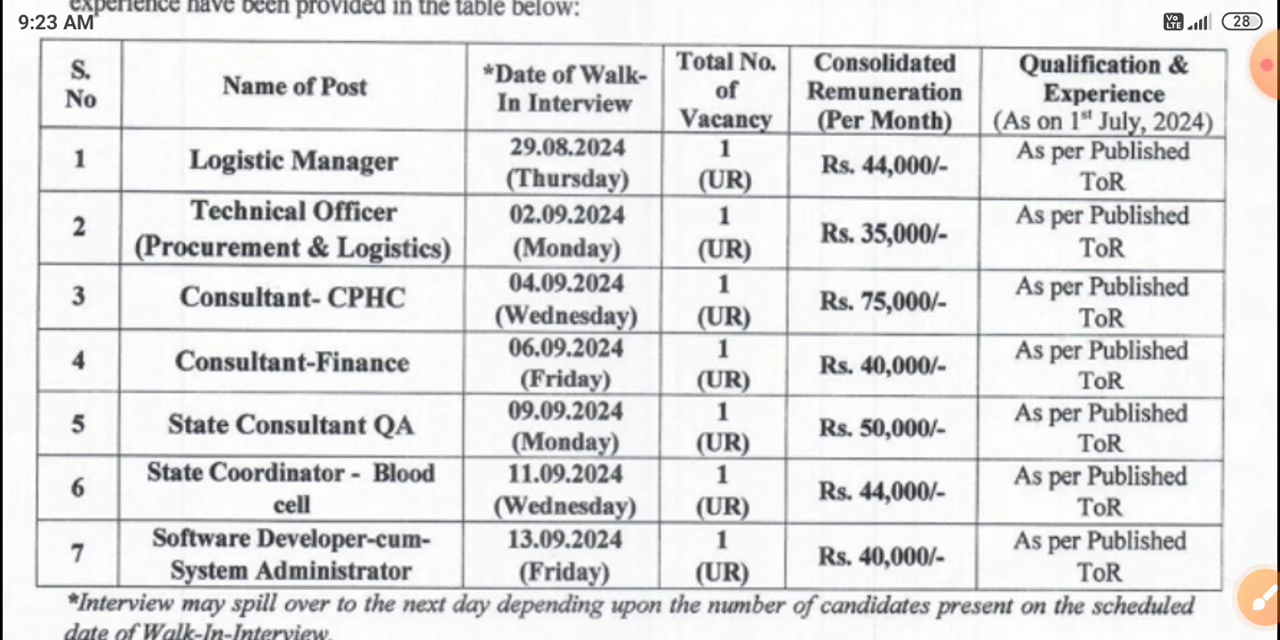 experience have been provided in the table below:
9:23 AM
Vo LTE 28
S. No
Name of Post
*Date of Walk-In Interview
Total No. of Vacancy
Consolidated Remuneration (Per Month)
Qualification & Experience (As on 1st July, 2024)
1 Logistic Manager 29.08.2024 (Thursday) 1 (UR) Rs. 44,000/- As per Published ToR
2 Technical Officer (Procurement & Logistics) 02.09.2024 (Monday) 1 (UR) Rs. 35,000/- As per Published ToR
3 Consultant- CPHC 04.09.2024 (Wednesday) 1 (UR) Rs. 75,000/- As per Published ToR
4 Consultant-Finance 06.09.2024 (Friday) 1 (UR) Rs. 40,000/- As per Published ToR
5 State Consultant QA 09.09.2024 (Monday) 1 (UR) Rs. 50,000/- As per Published ToR
6 State Coordinator - Blood cell 11.09.2024 (Wednesday) 1 (UR) Rs. 44,000/- As per Published ToR
7 Software Developer-cum-System Administrator 13.09.2024 (Friday) 1 (UR) Rs. 40,000/- As per Published ToR
*Interview may spill over to the next day depending upon the number of candidates present on the scheduled
date of Walk-In-Interview.